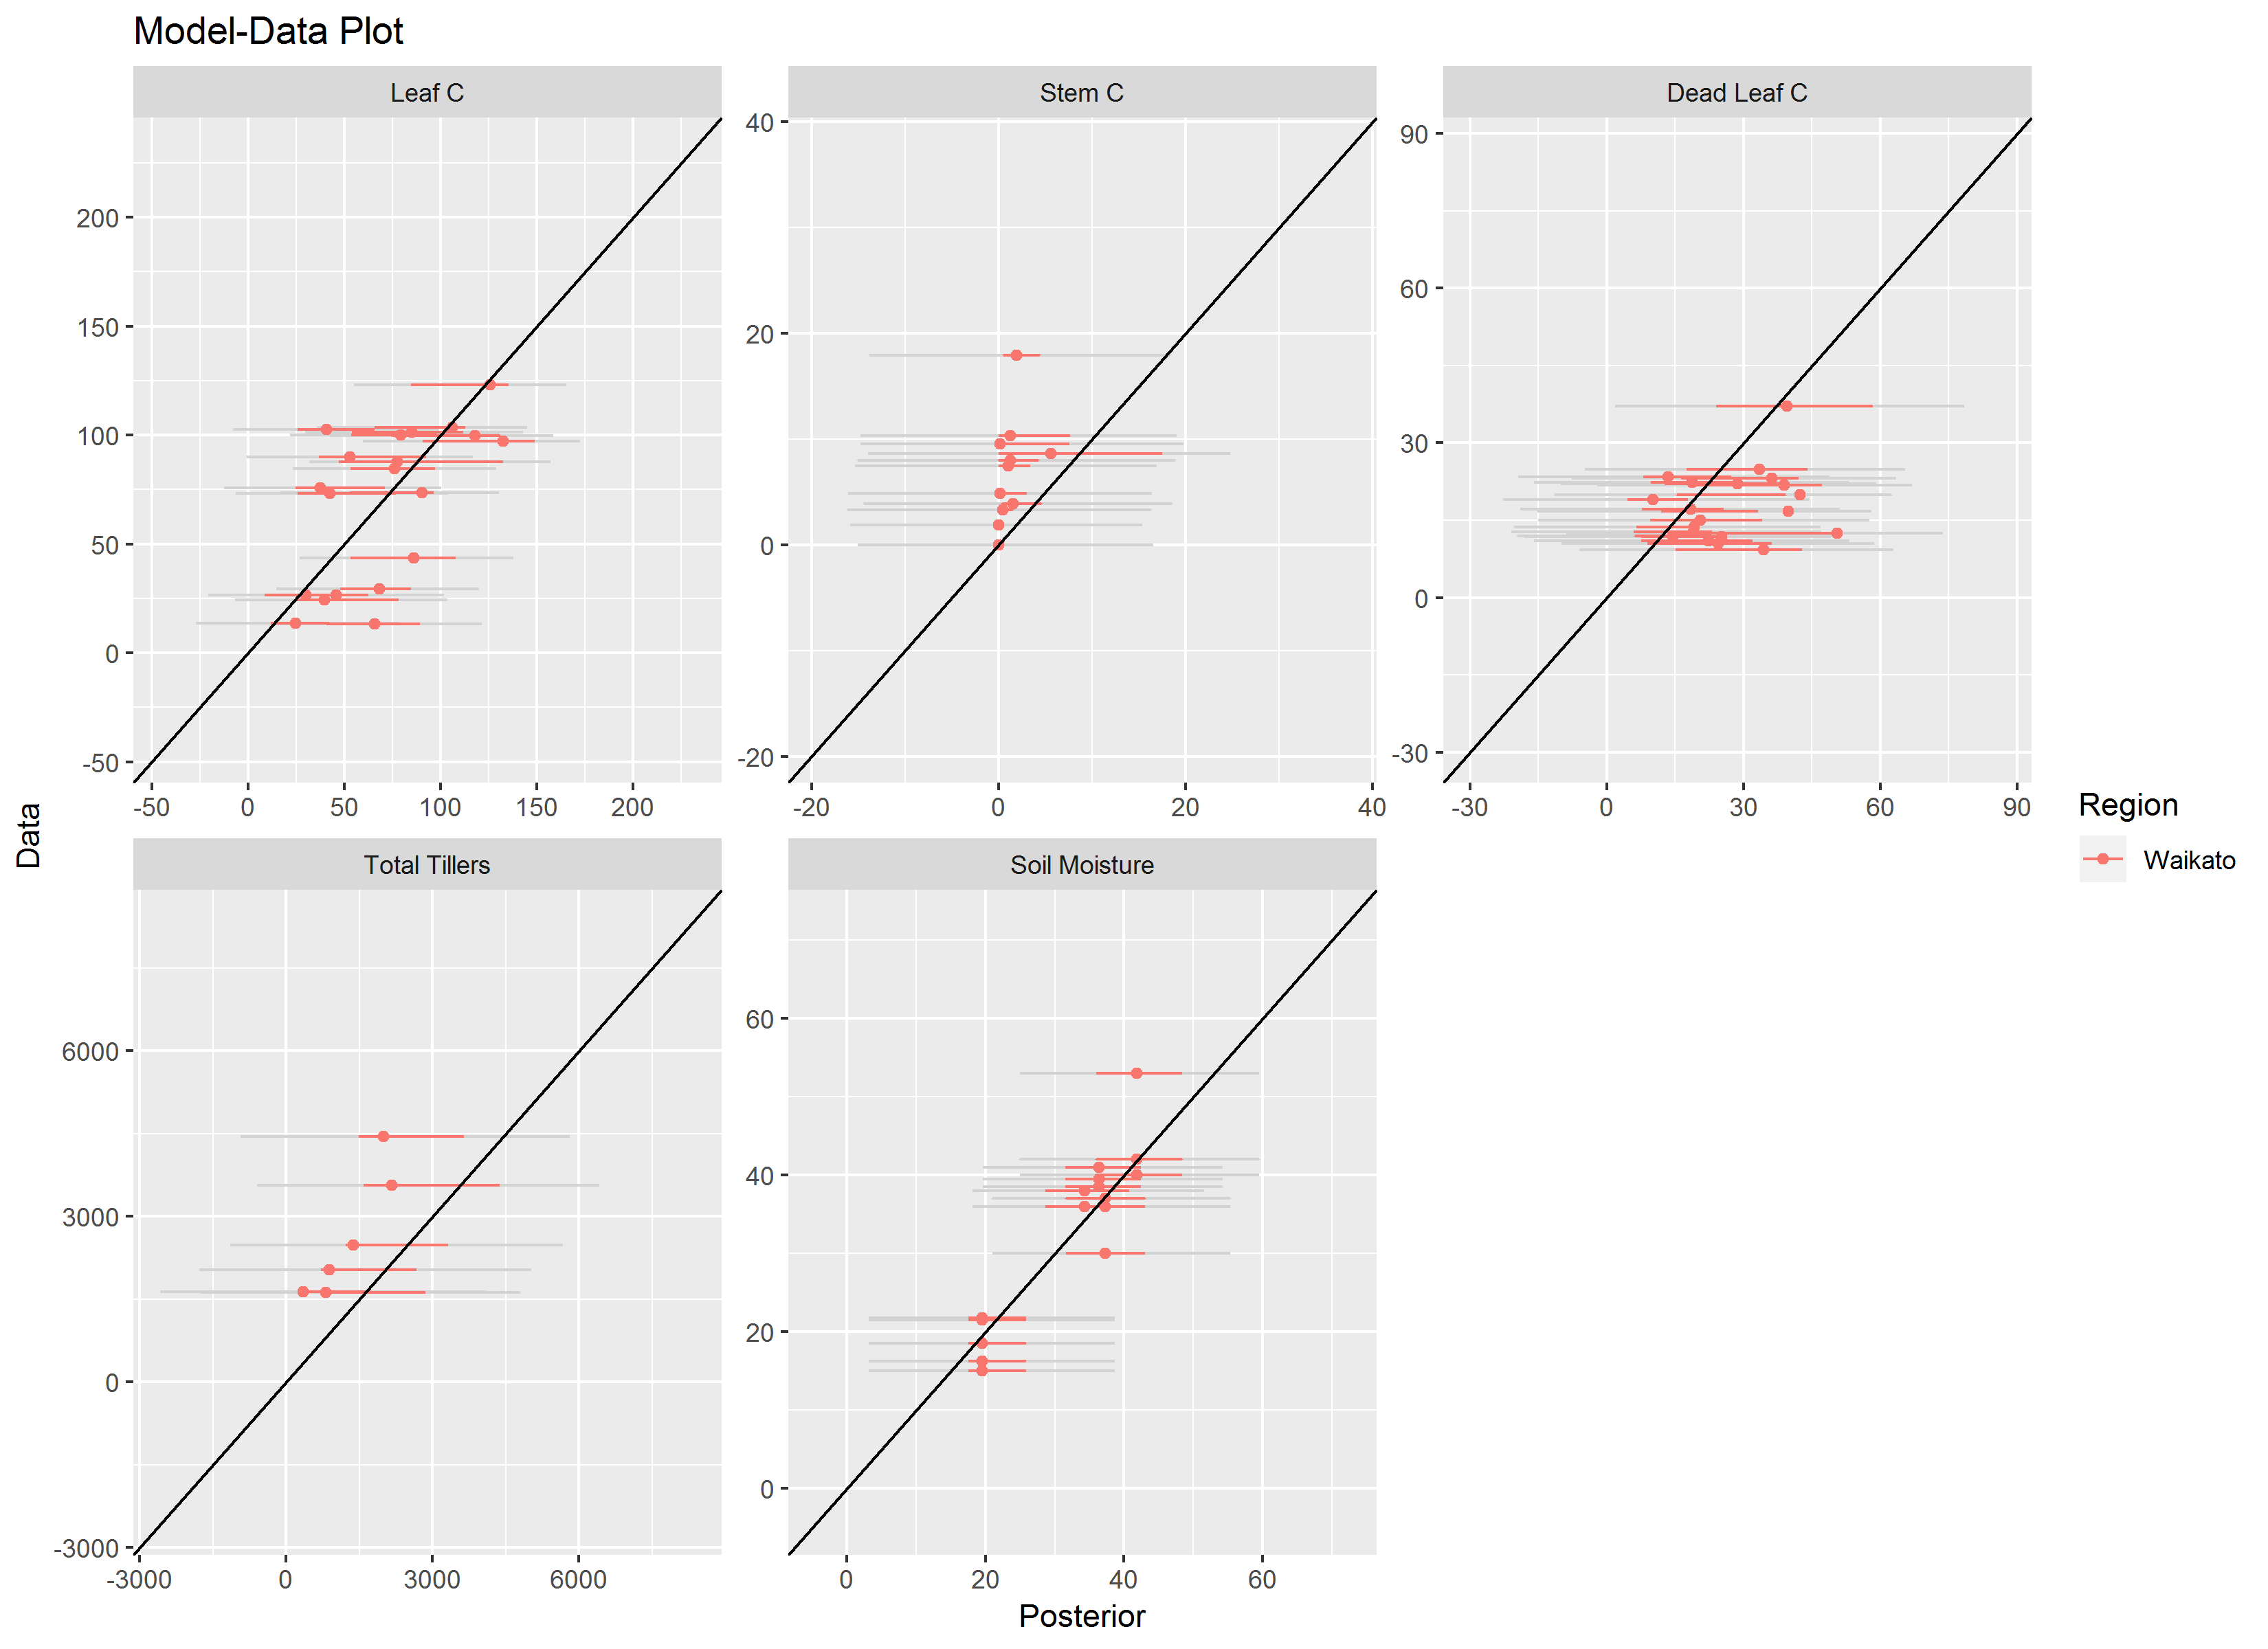 Model-Data Plot
Leaf C
Stem C
Dead Leaf C
200
150
100
50
0
-50
-50 0 50 100 150 200
40
20
0
-20
-20 0 20 40
90
60
30
0
-30
-30 0 30 60 90
Data
Total Tillers
Soil Moisture
6000
3000
0
-3000
-3000 0 3000 6000
60
40
20
0
0 20 40 60
Posterior
Region
Waikato